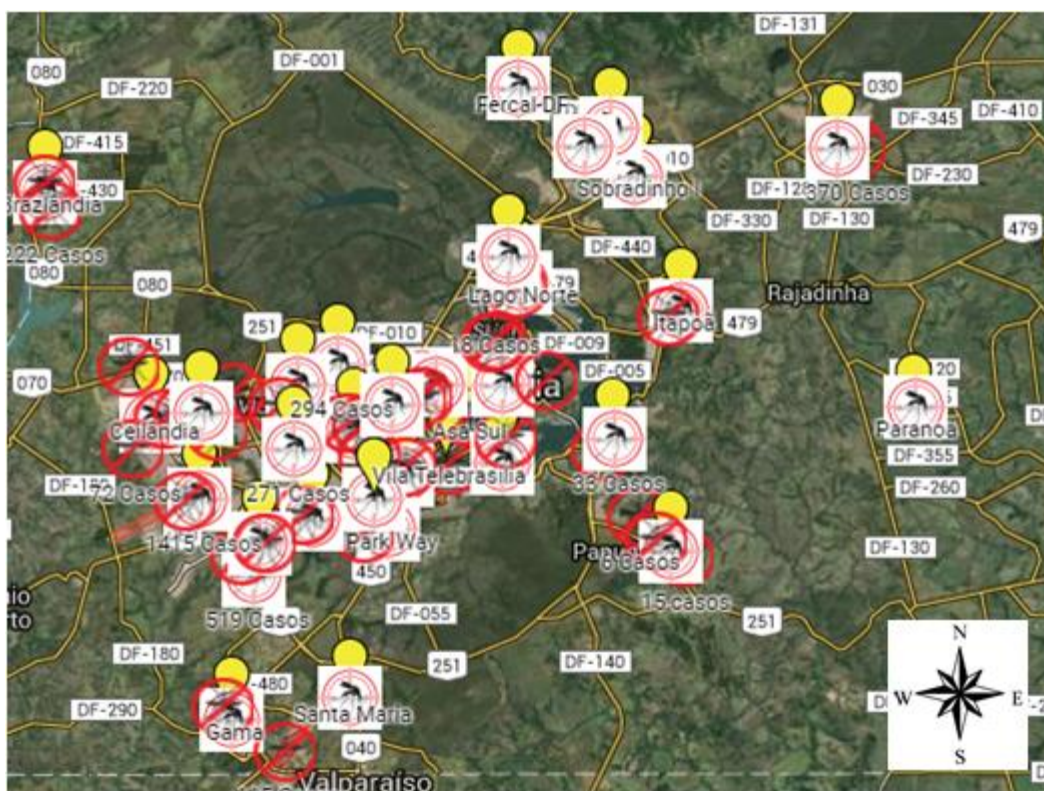 DF-131
DF-001
080
DF-220
030
DF-410
Fercal-DF
DF-345
DF-415
010
DF-230
-430
Sobradinho I
370 Casos
Brazlândia
DF-330
DF-130
222 Casos
DF-440
479
080
080
Lago Norte
Rajadinha
Itapoã
479
251
DF-010
18 Casos
DF-009
DF-451
070
DF-005
20
294 Casos
Ceilândia
Asa Sul
Paranoá
DF-355
Vila Telebrasília
33 Casos
72 Casos
271 Casos
DF-260
1415 Casos
Park Way
DF-130
6 Casos
450
15 casos
nio
rto
519 Casos
DF-055
251
N
DF-180
251
DF-140
-480
W
E
DF-290
Santa Maria
Gama
040
S
Valparaíso